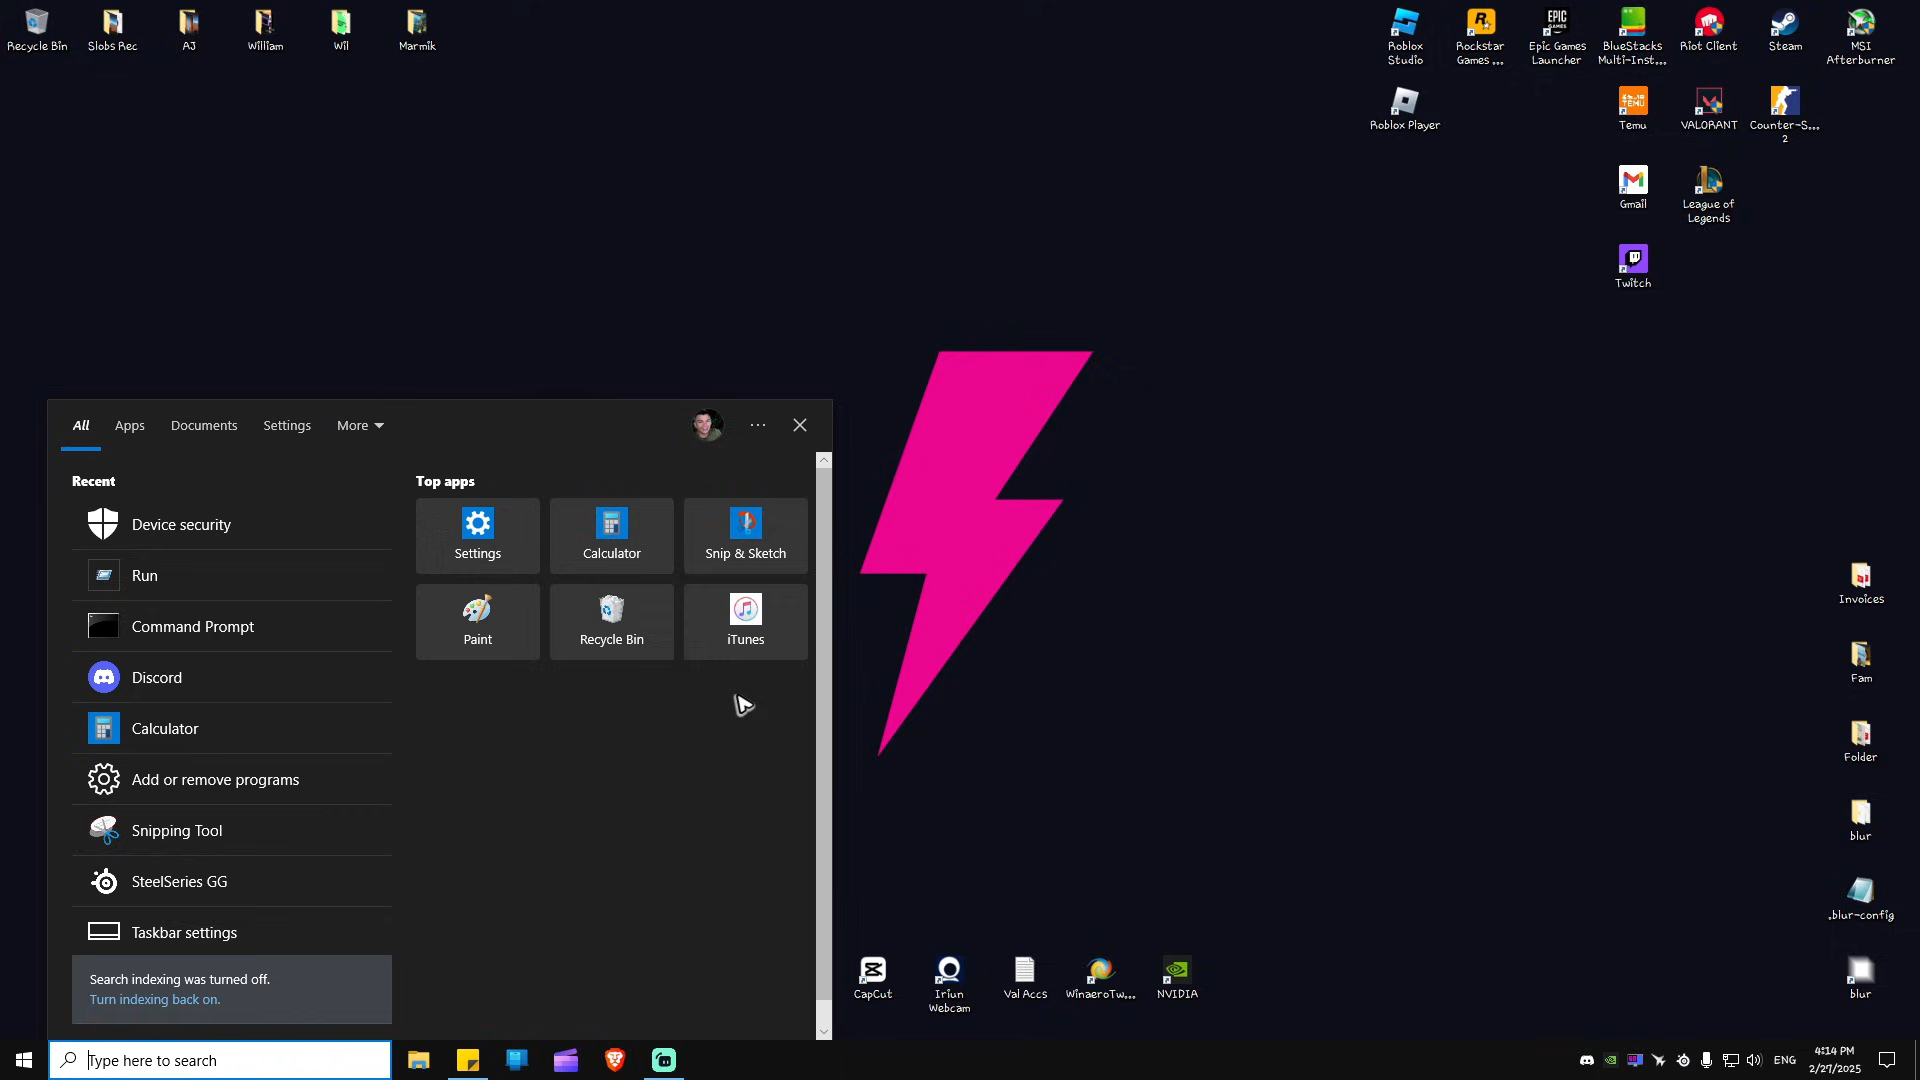 Recycle Bin
Slobs Rec
AJ
William
Wil
Marmik
Roblox
Studio
Rockstar
Games ...
EPIC
GAMES
Epic Games
Launcher
BlueStacks
Multi-Inst...
Riot Client
Steam
MSI
Afterburner
Roblox Player
TEMU
Temu
VALORANT
Counter-S...
2
Gmail
League of
Legends
Twitch
All
Apps
Documents
Settings
More
Recent
Device security
Run
Command Prompt
Discord
Calculator
Add or remove programs
Snipping Tool
SteelSeries GG
Taskbar settings
Search indexing was turned off.
Turn indexing back on.
Top apps
Settings
Calculator
Snip & Sketch
Paint
Recycle Bin
iTunes
Invoices
Fam
Folder
blur
.blur-config
blur
CapCut
Iriun
Webcam
Val Accs
WinaeroTw...
NVIDIA
Type here to search
ENG
4:14 PM
2/27/2025